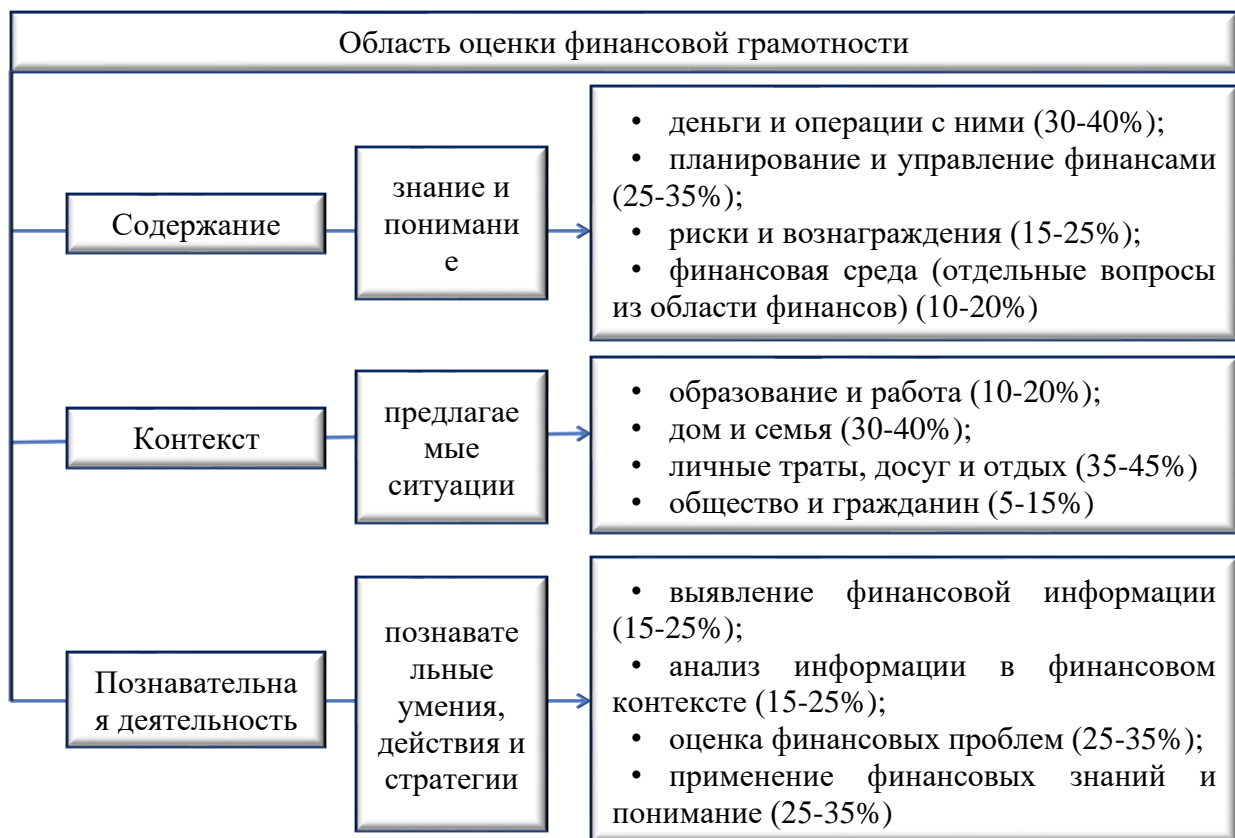 Область оценки финансовой грамотности
Содержание
знание и
понимани
е
• деньги и операции с ними (30-40%);
• планирование и управление финансами
(25-35%);
• риски и вознаграждения (15-25%);
• финансовая среда (отдельные вопросы
из области финансов) (10-20%)
Контекст
предлагае
мые
ситуации
• образование и работа (10-20%);
• дом и семья (30-40%);
• личные траты, досуг и отдых (35-45%)
• общество и гражданин (5-15%)
Познавательна
я деятельность
познавате
льные
умения,
действия и
стратегии
• выявление финансовой информации
(15-25%);
• анализ информации в финансовом
контексте (15-25%);
• оценка финансовых проблем (25-35%);
• применение финансовых знаний и
понимание (25-35%)